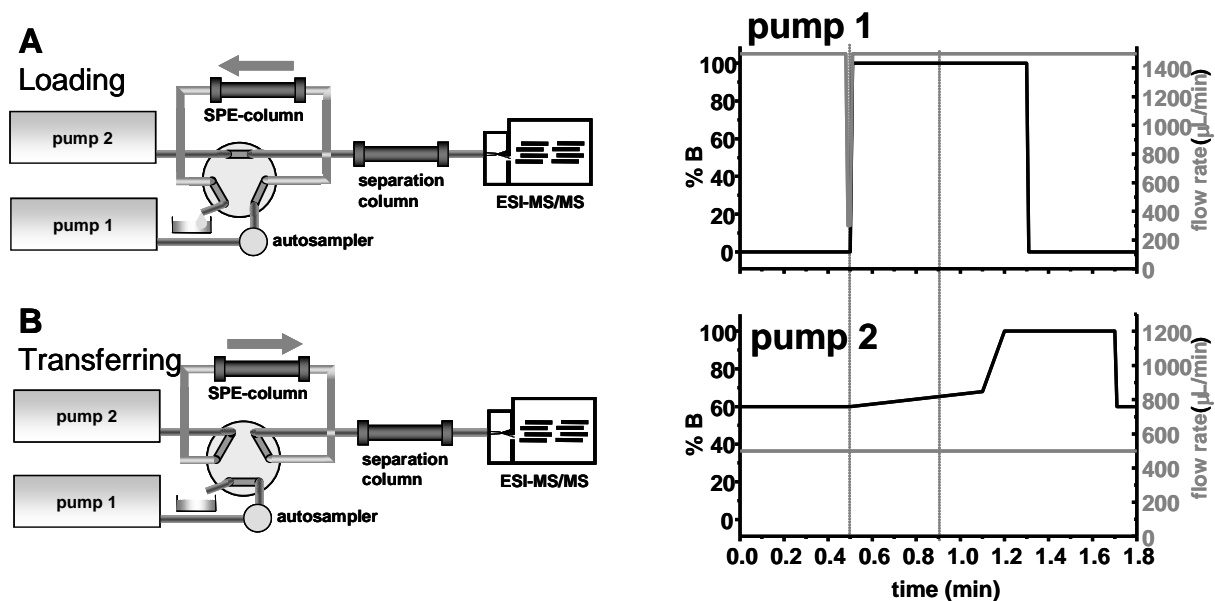 A
Loading
SPE-column
pump 2
pump 1
separation
column
ESI-MS/MS
autosampler
B
Transferring
SPE-column
pump 2
pump 1
separation
column
ESI-MS/MS
autosampler
pump 1
100
80
60
40
20
0
% B
1400
1200
1000
800
600
400
200
0
flow rate(µL/min)
pump 2
100
80
60
40
20
0
% B
1200
1000
800
600
400
200
0
flow rate(µL/min)
0.0 0.2 0.4 0.6 0.8 1.0 1.2 1.4 1.6 1.8
time (min)